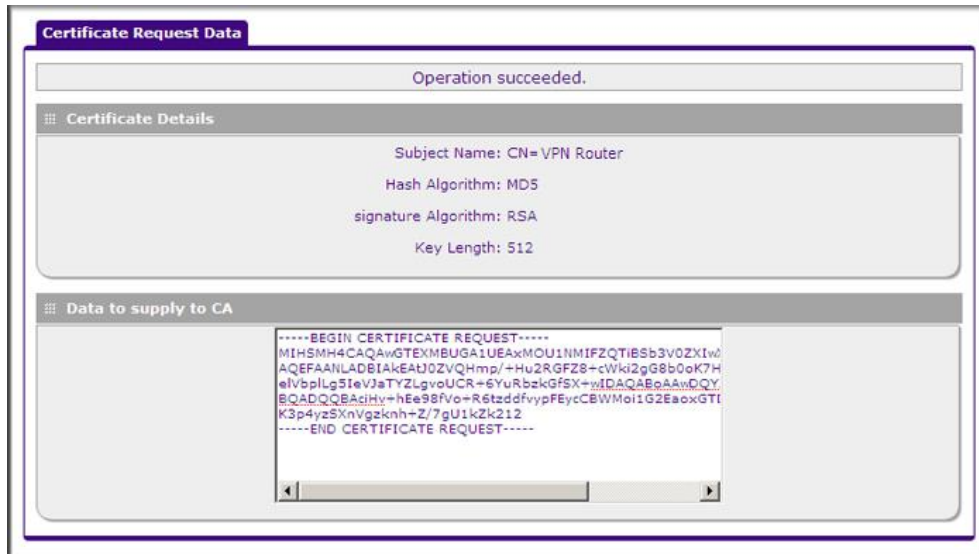 Certificate Request Data
Operation succeeded.
Certificate Details
Subject Name: CN=VPN Router
Hash Algorithm: MD5
signature Algorithm: RSA
Key Length: 512
Data to supply to CA
-----BEGIN CERTIFICATE REQUEST-----
MIHSMH4CAQAwGTEXMBUGA1UEAxMOU1NMIFZQTiBSb3V0ZXIw
AQEFAANLADBIAkEAtJ0ZVQHmp/+Hu2RGFZ8+cWki2gG8b0oK7H
elVbplLg5IeVJaTYZLgvoUCR+6YuRbzkGfSX+wIDAQABoAAwDQY
BQADQQBAciHv+hEe98fVo+R6tzddfvypFEycCBWMoi1G2EaoxGT
K3p4yzSXnVgzknh+Z/7gU1kZk212
-----END CERTIFICATE REQUEST-----